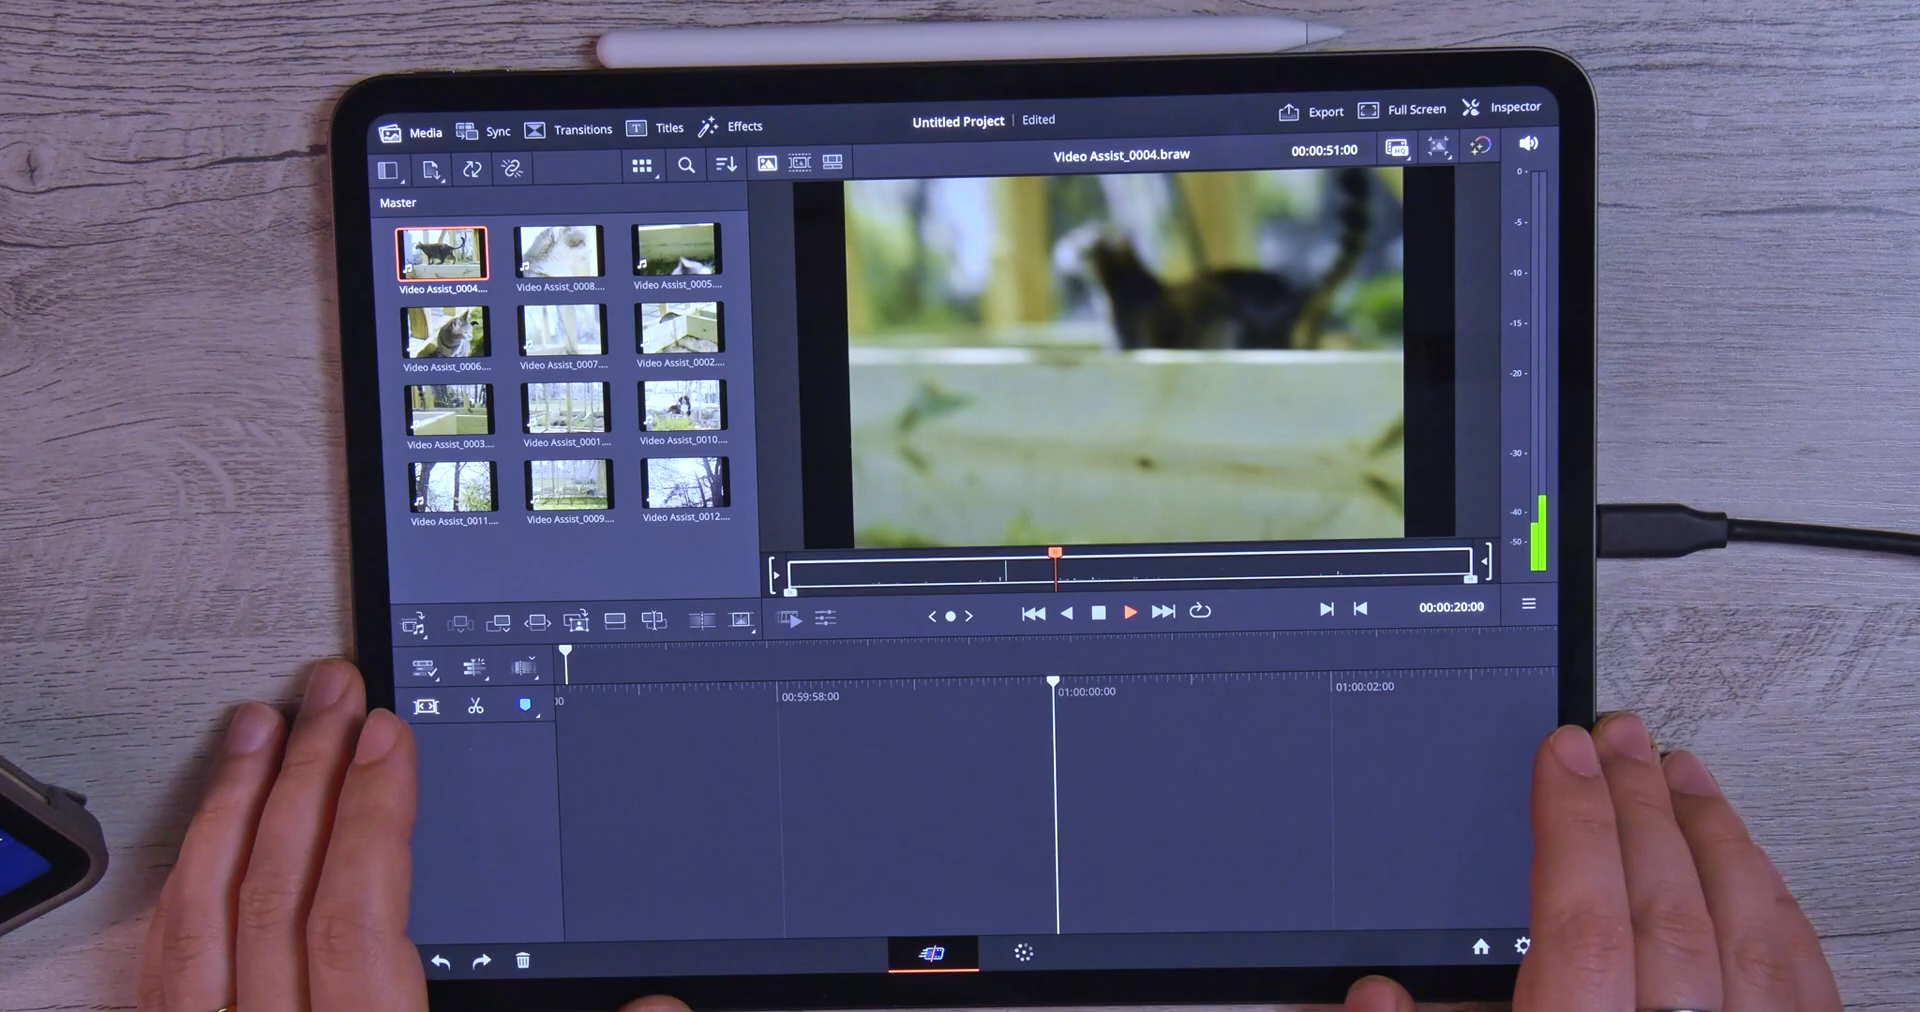 Media Sync Transitions Titles Effects Untitled Project Edited Export Full Screen Inspector
Video Assist_0004.braw 00:00:51:00
Master
Video Assist_0004.... Video Assist_0008.... Video Assist_0005....
Video Assist_0006.... Video Assist_0007.... Video Assist_0002....
Video Assist_0003.... Video Assist_0001.... Video Assist_0010....
Video Assist_0011.... Video Assist_0009.... Video Assist_0012....
0
-5
-10
-15
-20
-30
-40
-50
00:00:20:00
00 00:59:58:00 01:00:00:00 01:00:02:00